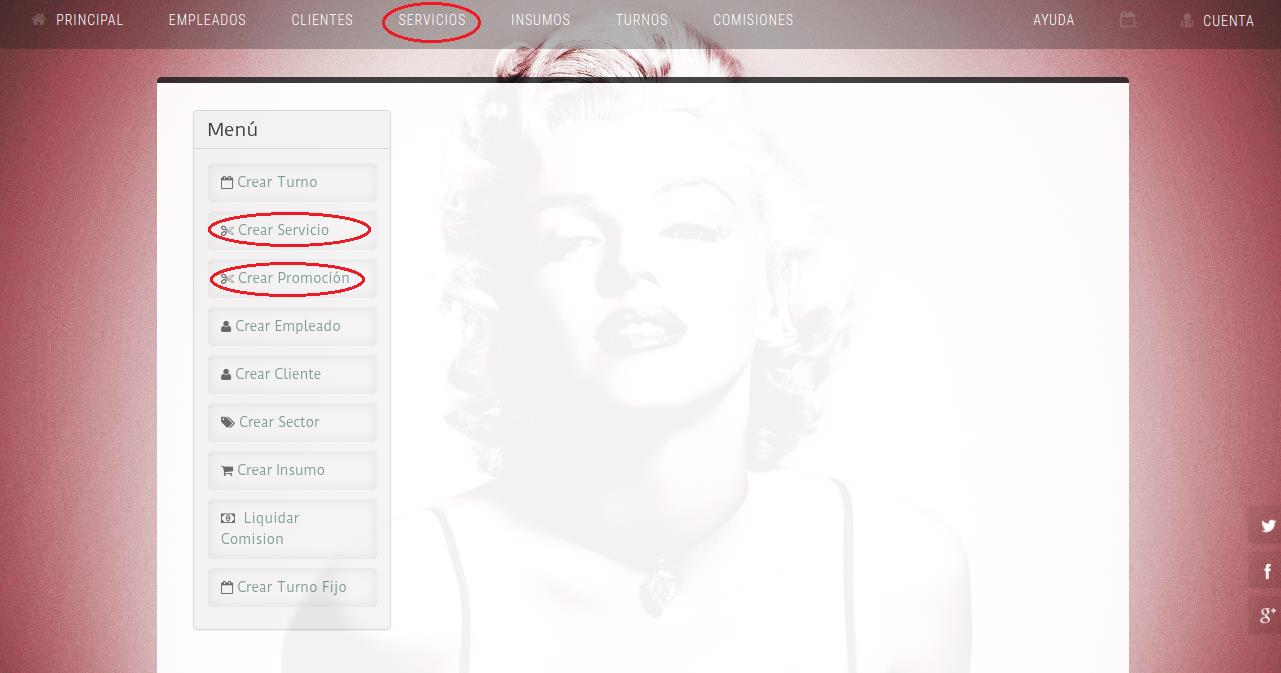 PRINCIPAL EMPLEADOS CLIENTES SERVICIOS INSUMOS TURNOS COMISIONES AYUDA CUENTA
Menú
Crear Turno
Crear Servicio
Crear Promoción
Crear Empleado
Crear Cliente
Crear Sector
Crear Insumo
Liquidar
Comision
Crear Turno Fijo